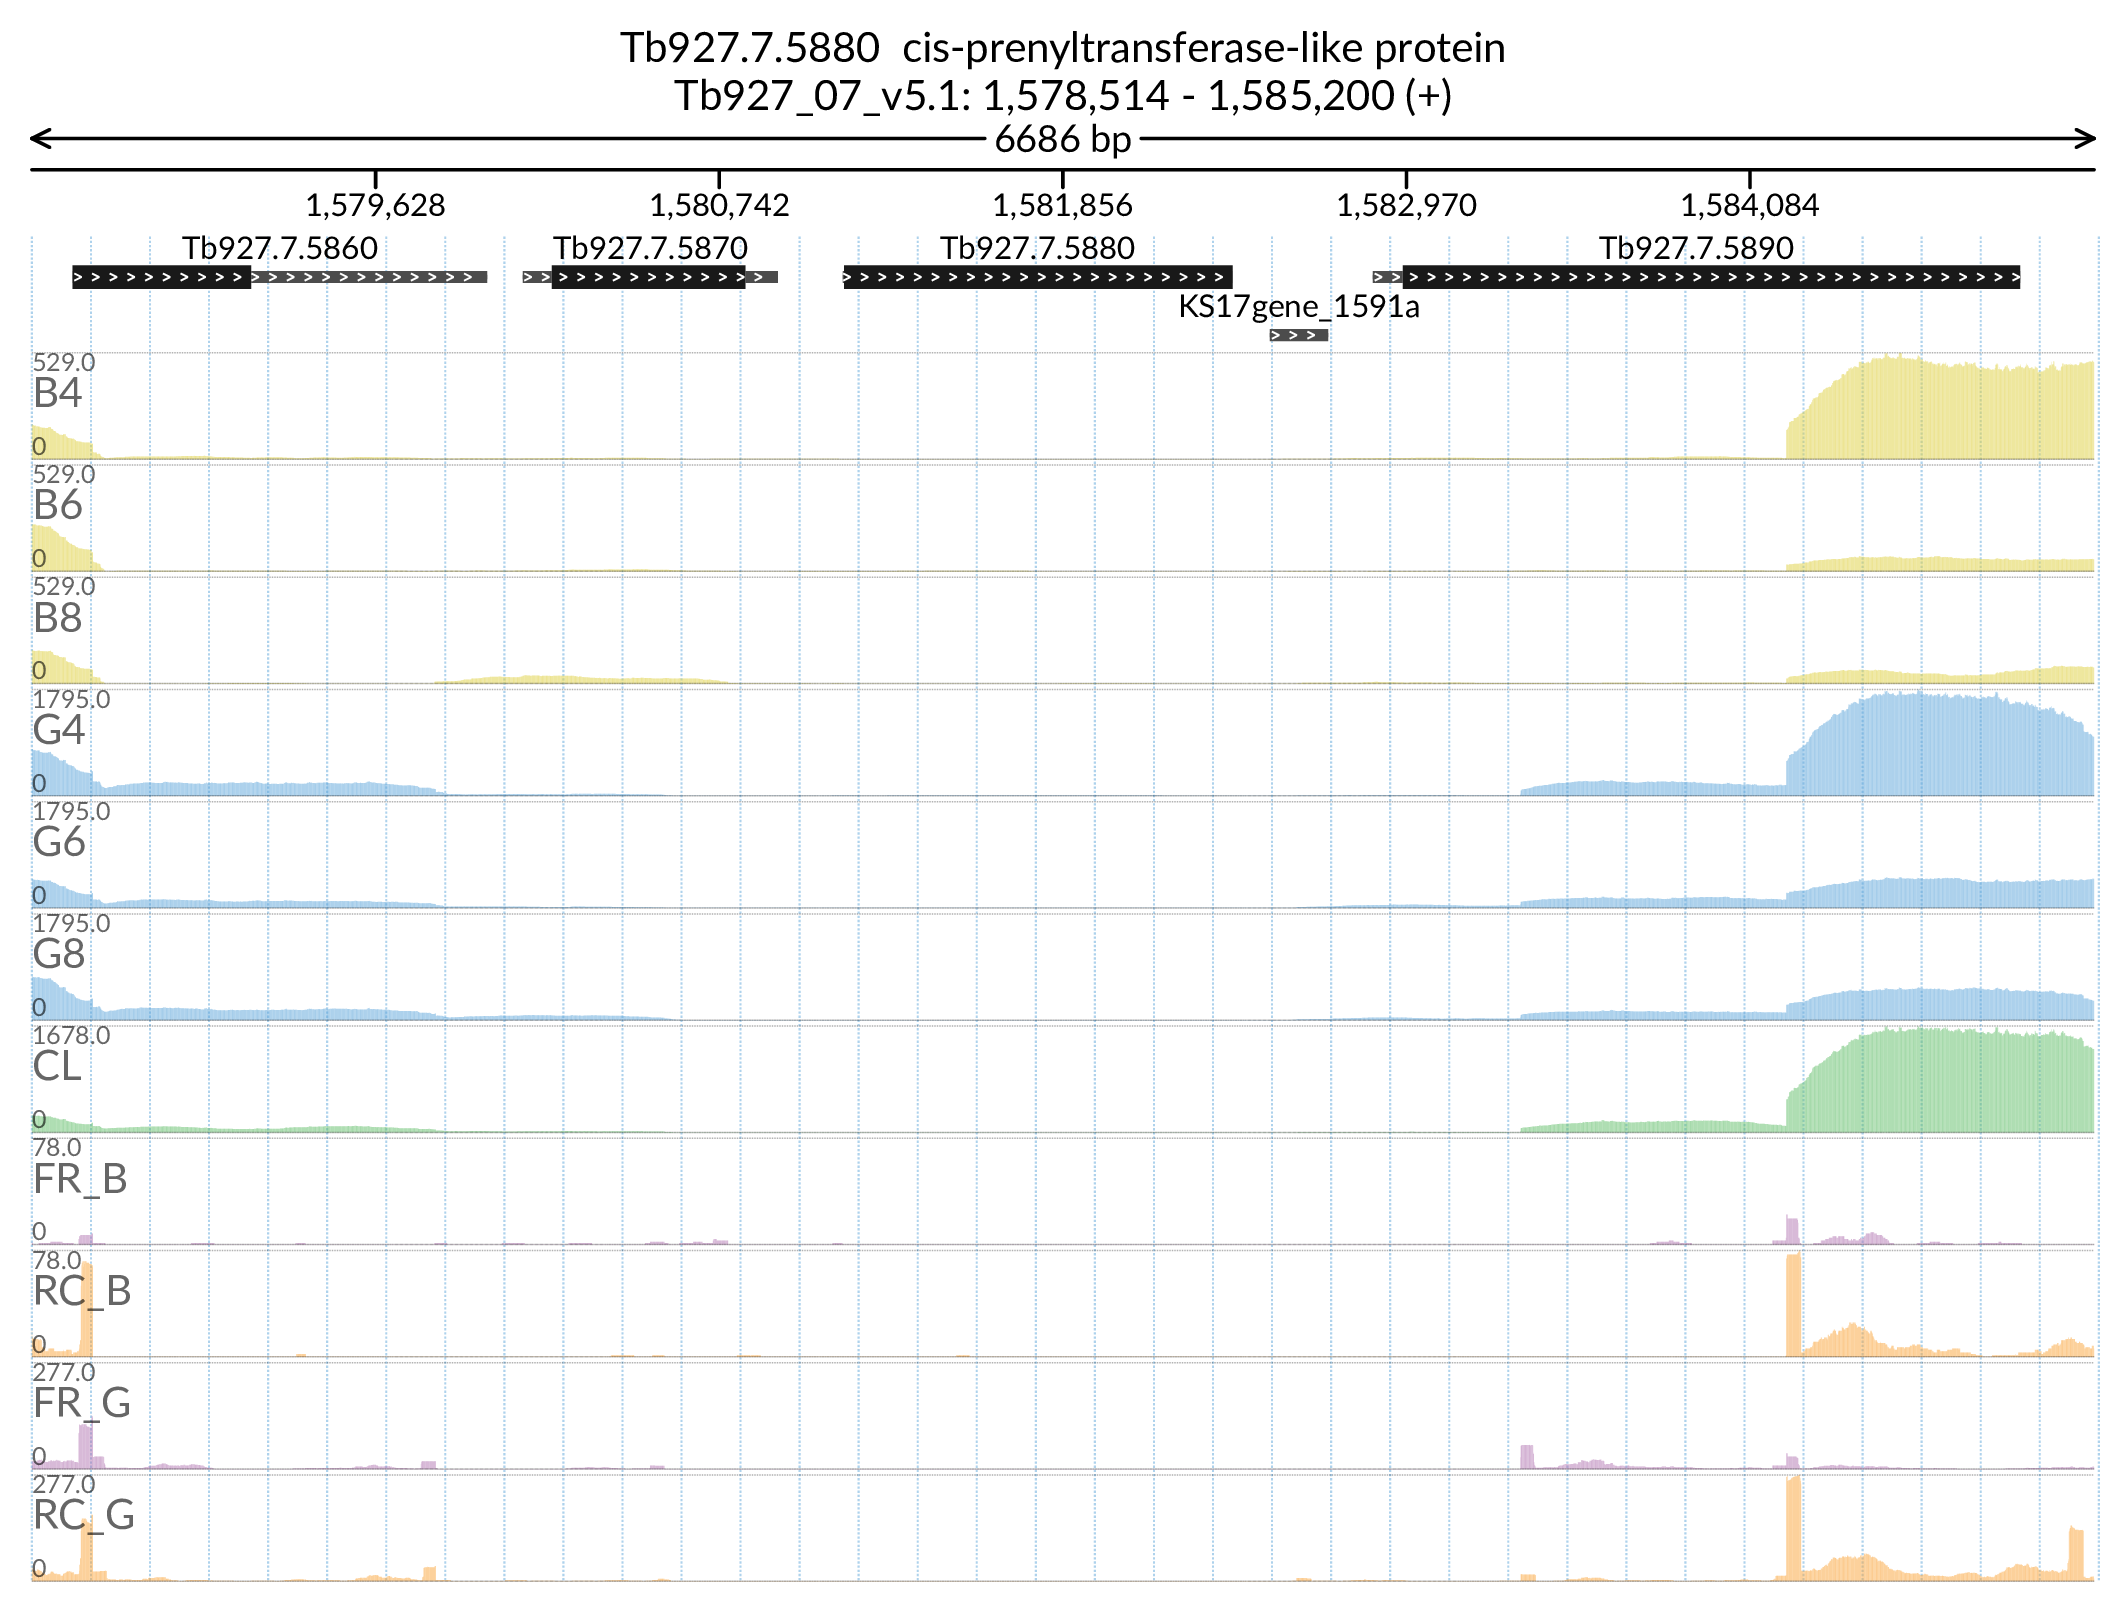 Tb927.7.5880  cis-prenyltransferase-like protein
Tb927_07_v5.1: 1,578,514 - 1,585,200 (+)
6686 bp
1,579,628 1,580,742 1,581,856 1,582,970 1,584,084
Tb927.7.5860 Tb927.7.5870 Tb927.7.5880 Tb927.7.5890
KS17gene_1591a
529.0
B4
0
529.0
B6
0
529.0
B8
0
1795.0
G4
0
1795.0
G6
0
1795.0
G8
0
1678.0
CL
0
78.0
FR_B
0
78.0
RC_B
0
277.0
FR_G
0
277.0
RC_G
0